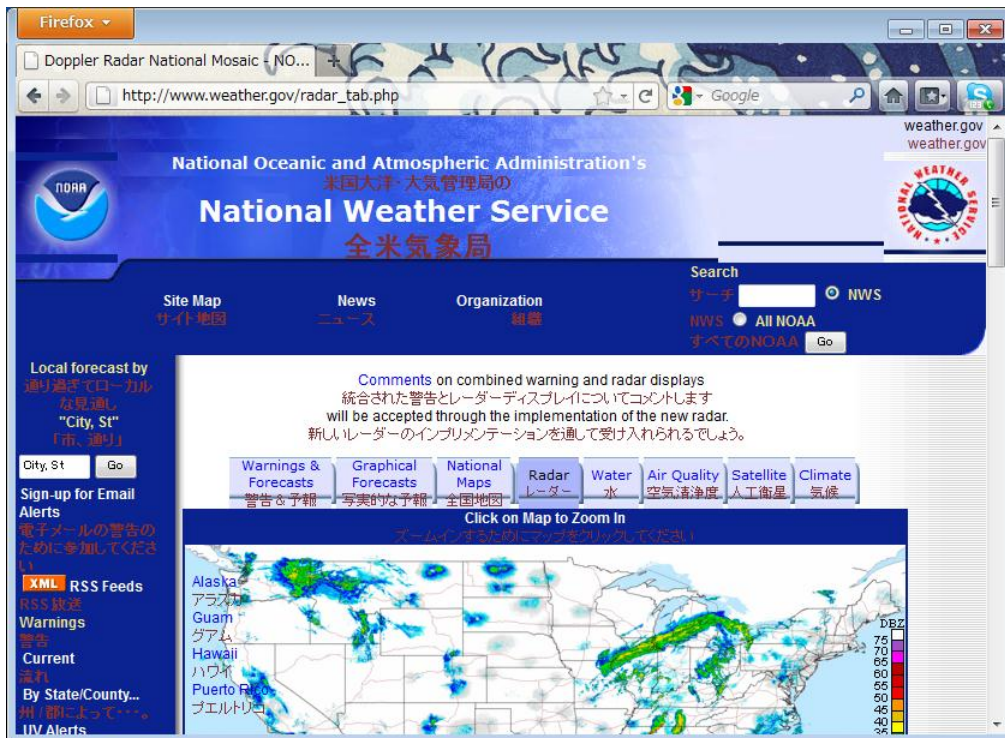 Firefox
Doppler Radar National Mosaic - NO...
http://www.weather.gov/radar_tab.php
Google
weather.gov
weather.gov
NOAA
National Oceanic and Atmospheric Administration's
米国大洋・大気管理局の
National Weather Service
全米気象局
NATIONAL WEATHER SERVICE
Site Map
サイト地図
News
ニュース
Organization
組織
Search
サーチ
NWS
NWS
All NOAA
すべてのNOAA
Go
Local forecast by
通り過ぎてローカル
な見通し
"City, St"
「市、通り」
City, St
Go
Sign-up for Email
Alerts
電子メールの警告の
ために参加してくださ
い
XML RSS Feeds
RSS放送
Warnings
警告
Current
流れ
By State/County...
州/郡によって・・・。
UV Alerts
Comments on combined warning and radar displays
統合された警告とレーダーディスプレイについてコメントします
will be accepted through the implementation of the new radar.
新しいレーダーのインプリメンテーションを通して受け入れられるでしょう。
Warnings &
Forecasts
警告&予報
Graphical
Forecasts
写実的な予報
National
Maps
全国地図
Radar
レーダー
Water
水
Air Quality
空気清浄度
Satellite
人工衛星
Climate
気候
Click on Map to Zoom In
ズームインするためにマップをクリックしてください
Alaska
アラスカ
Guam
グアム
Hawaii
ハワイ
Puerto Rico
プエルトリコ
DBZ
75
70
65
60
55
50
45
40
35